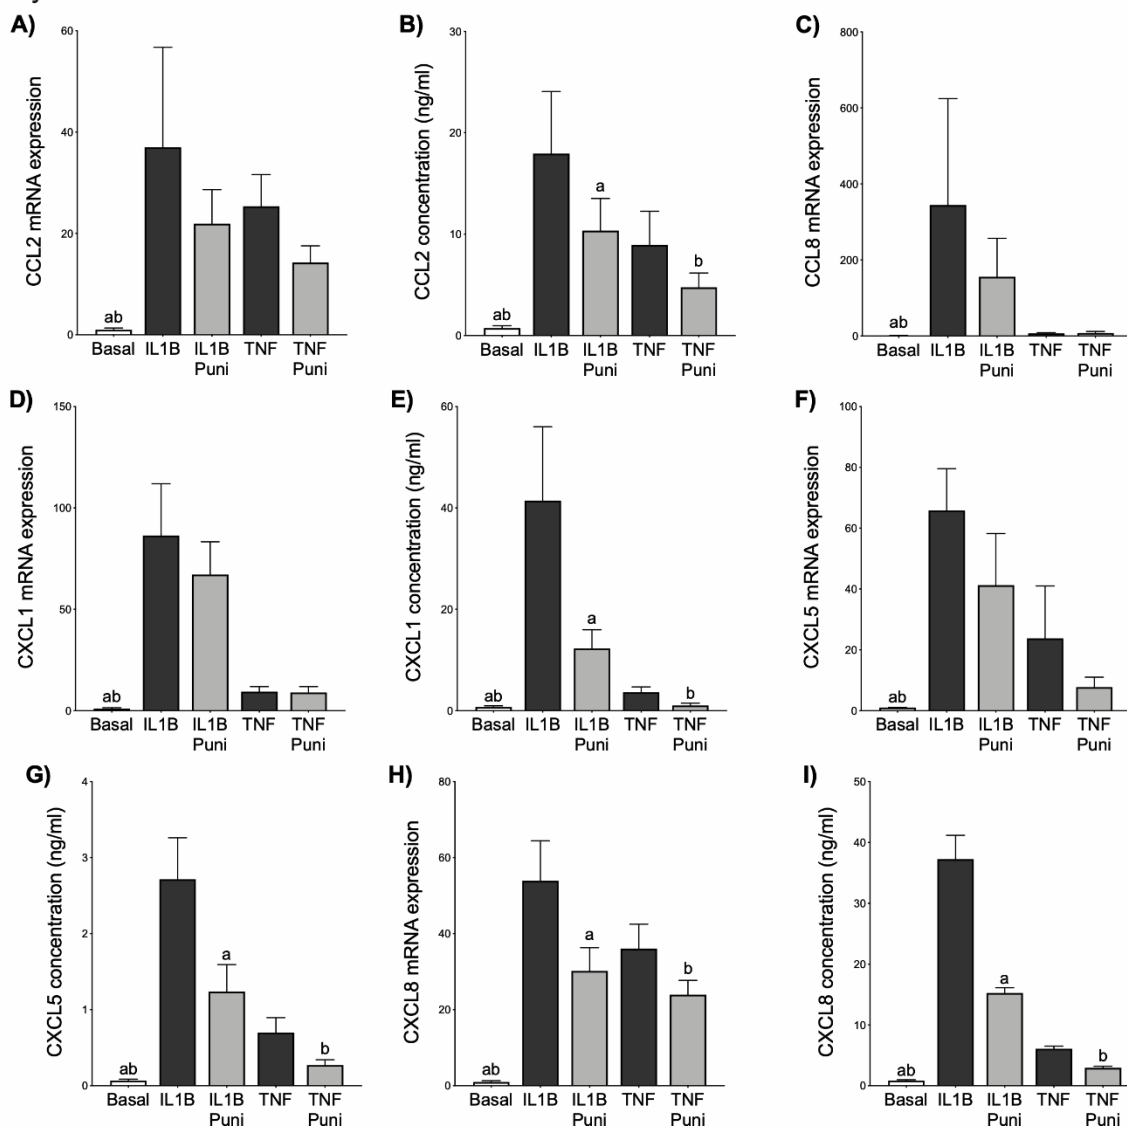 A)
CCL2 mRNA expression
60
40
20
0
ab
Basal IL1B IL1B TNF TNF
Puni Puni
B)
CCL2 concentration (ng/ml)
30
20
10
0
ab a b
Basal IL1B IL1B TNF TNF
Puni Puni
C)
CCL8 mRNA expression
800
600
400
200
0
ab
Basal IL1B IL1B TNF TNF
Puni Puni
D)
CXCL1 mRNA expression
150
100
50
0
ab
Basal IL1B IL1B TNF TNF
Puni Puni
E)
CXCL1 concentration (ng/ml)
60
40
20
0
ab a b
Basal IL1B IL1B TNF TNF
Puni Puni
F)
CXCL5 mRNA expression
100
80
60
40
20
0
ab
Basal IL1B IL1B TNF TNF
Puni Puni
G)
CXCL5 concentration (ng/ml)
4
3
2
1
0
ab a b
Basal IL1B IL1B TNF TNF
Puni Puni
H)
CXCL8 mRNA expression
80
60
40
20
0
ab a b
Basal IL1B IL1B TNF TNF
Puni Puni
I)
CXCL8 concentration (ng/ml)
50
40
30
20
10
0
ab a b
Basal IL1B IL1B TNF TNF
Puni Puni